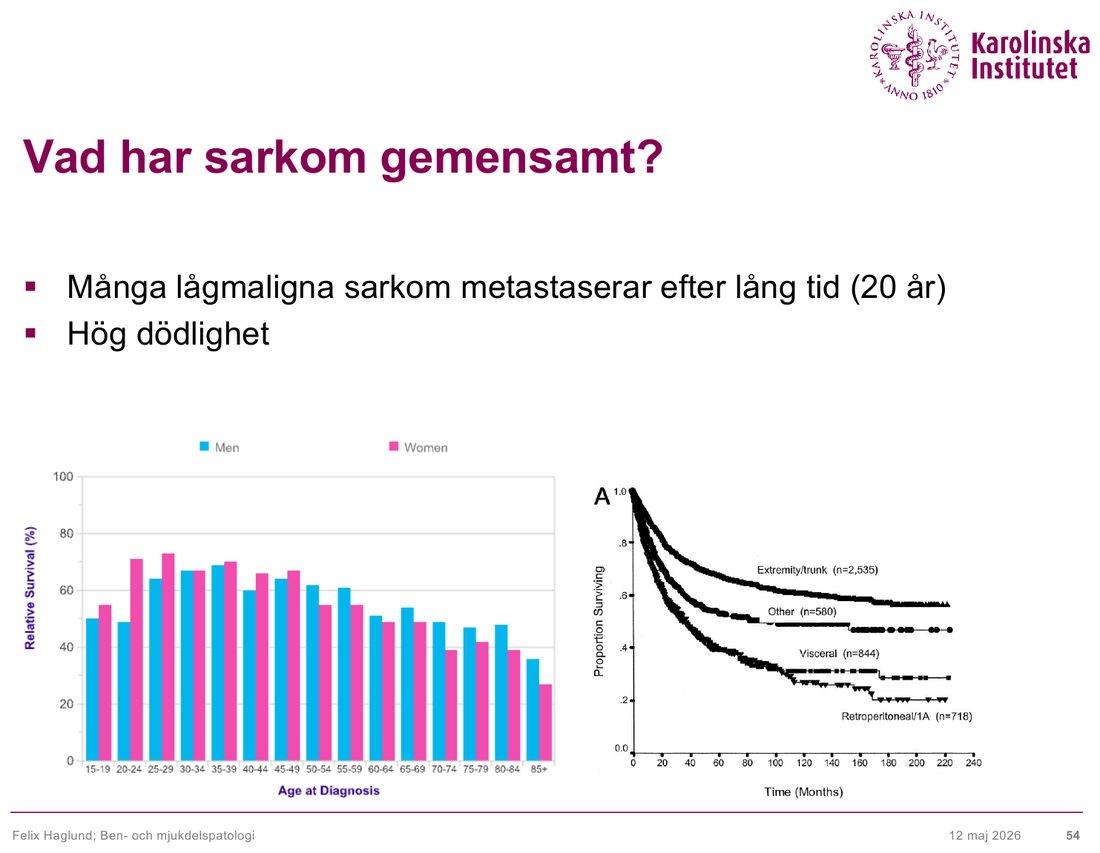 KAROLINSKA INSTITUTET
ANNO 1810
Karolinska
Institutet
Vad har sarkom gemensamt?
Många lågmaligna sarkom metastaserar efter lång tid (20 år)
Hög dödlighet
Men
Women
Relative Survival (%)
100
80
60
40
20
0
15-19 20-24 25-29 30-34 35-39 40-44 45-49 50-54 55-59 60-64 65-69 70-74 75-79 80-84 85+
Age at Diagnosis
A
Proportion Surviving
1.0
.8
.6
.4
.2
0.0
Extremity/trunk (n=2,535)
Other (n=580)
Visceral (n=844)
Retroperitoneal/1A (n=718)
0 20 40 60 80 100 120 140 160 180 200 220 240
Time (Months)
Felix Haglund; Ben- och mjukdelspatologi
12 maj 2026
54